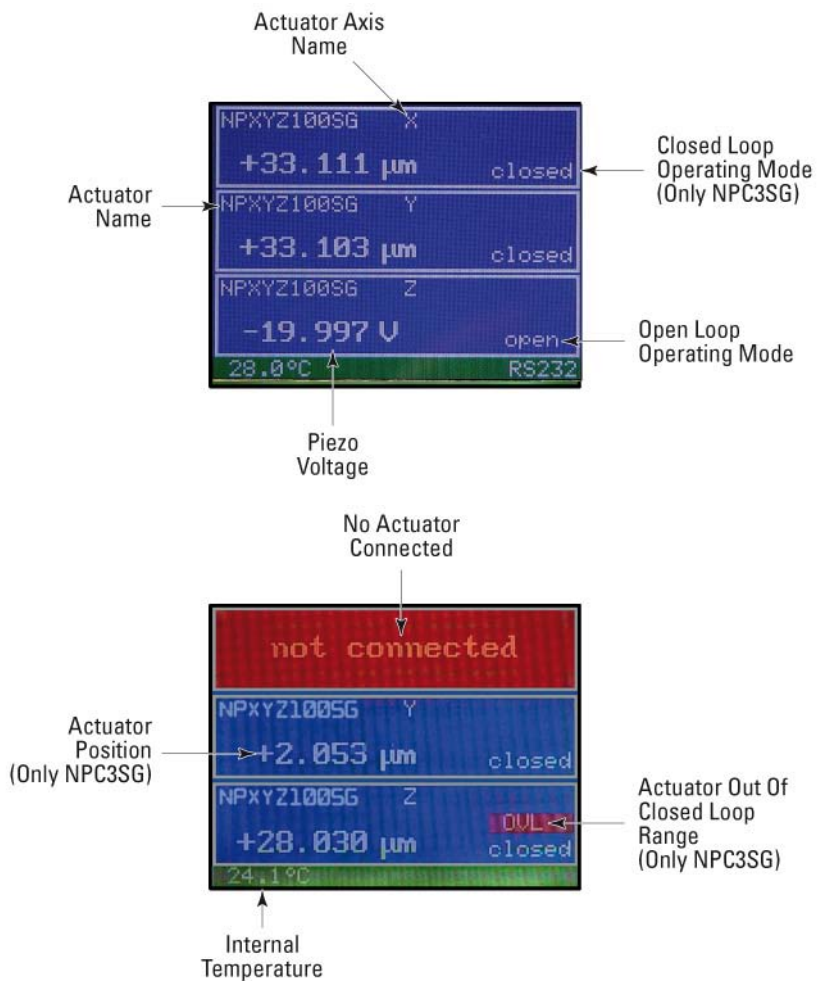 Actuator Axis
Name
NPXYZ100SG X
+33.111 µm closed
Closed Loop
Operating Mode
(Only NPC3SG)
Actuator
Name
NPXYZ100SG Y
+33.103 µm closed
NPXYZ100SG Z
-19.997 V open
Open Loop
Operating Mode
28.0°C RS232
Piezo
Voltage
No Actuator
Connected
not connected
Actuator
Position
(Only NPC3SG)
NPXYZ100SG Y
+2.053 µm closed
NPXYZ100SG Z
OVL
+28.030 µm closed
Actuator Out Of
Closed Loop
Range
(Only NPC3SG)
24.1°C
Internal
Temperature